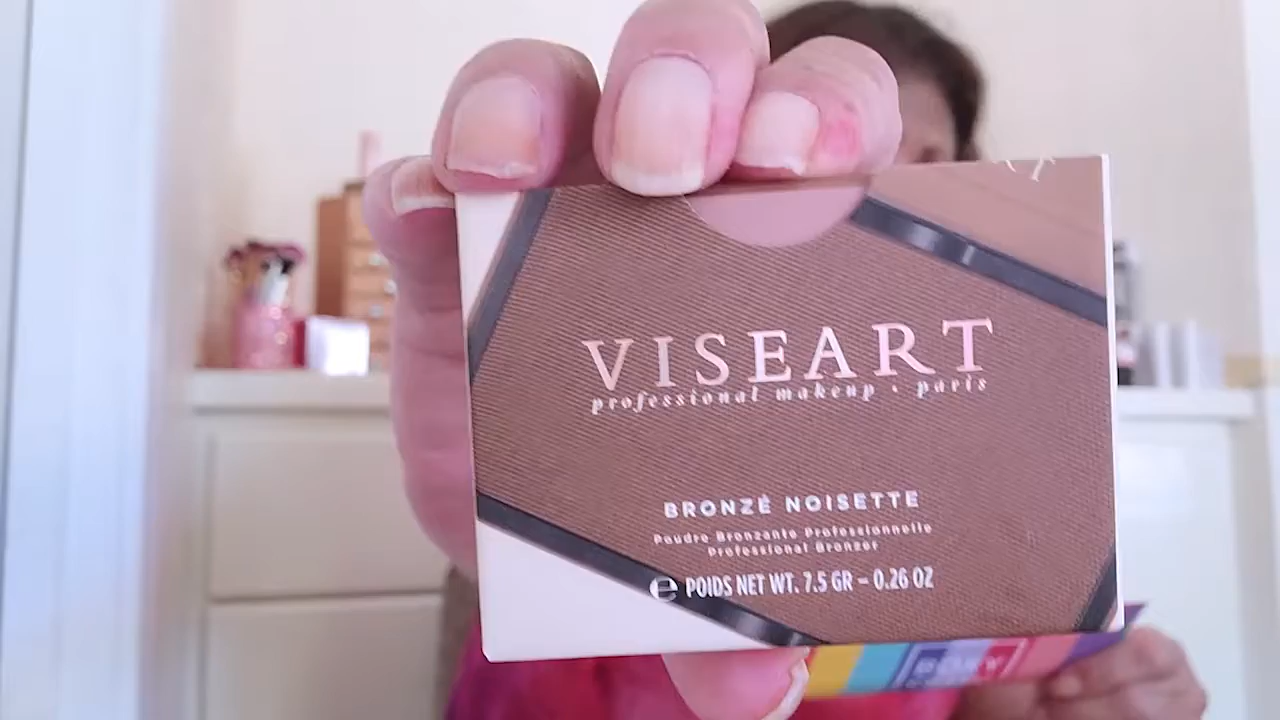 VISEART
professional makeup · paris
BRONZÉ NOISETTE
Poudre Bronzante Professionnelle
Professional Bronzer
e POIDS NET WT. 7.5 GR – 0.26 OZ
BOXY